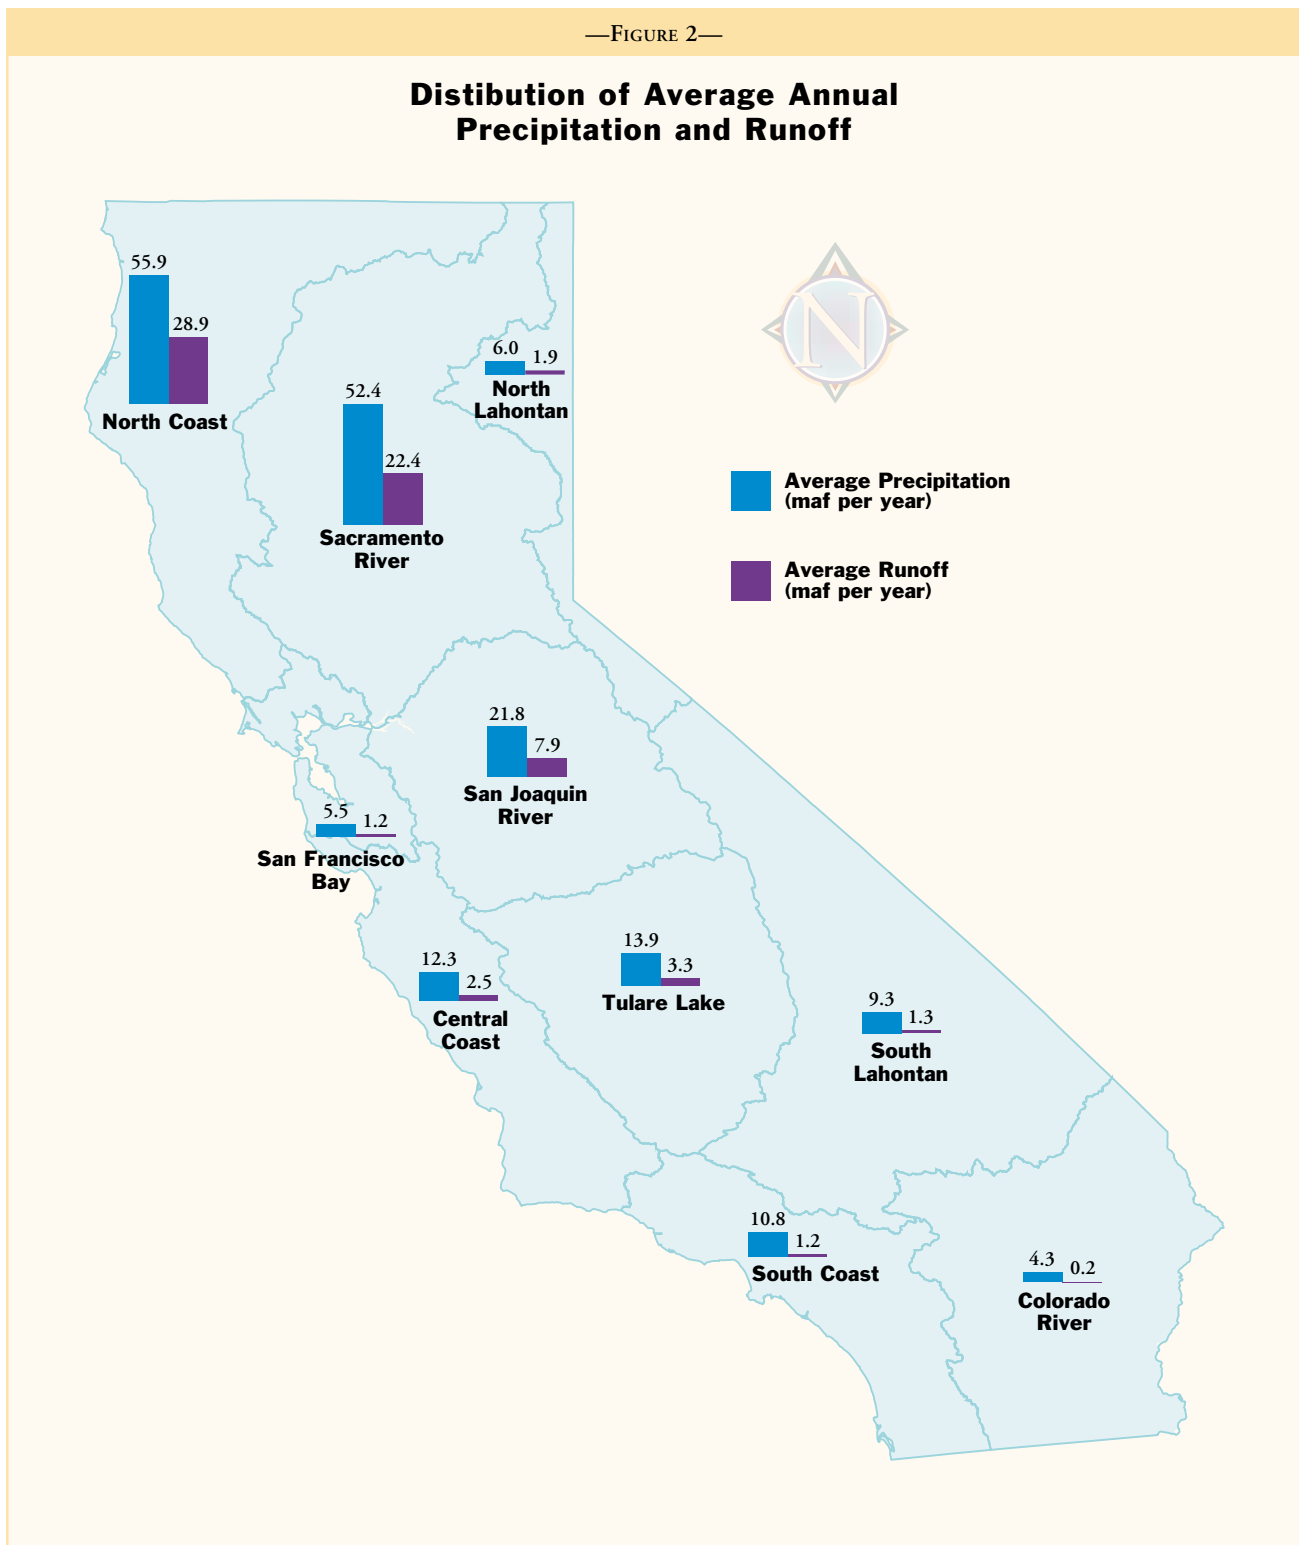 —Figure 2—
Distibution of Average Annual
Precipitation and Runoff
55.9
28.9
North Coast
52.4
22.4
Sacramento
River
6.0
1.9
North
Lahontan
N
Average Precipitation
(maf per year)
Average Runoff
(maf per year)
21.8
7.9
San Joaquin
River
5.5
1.2
San Francisco
Bay
12.3
2.5
Central
Coast
13.9
3.3
Tulare Lake
9.3
1.3
South
Lahontan
10.8
1.2
South Coast
4.3
0.2
Colorado
River